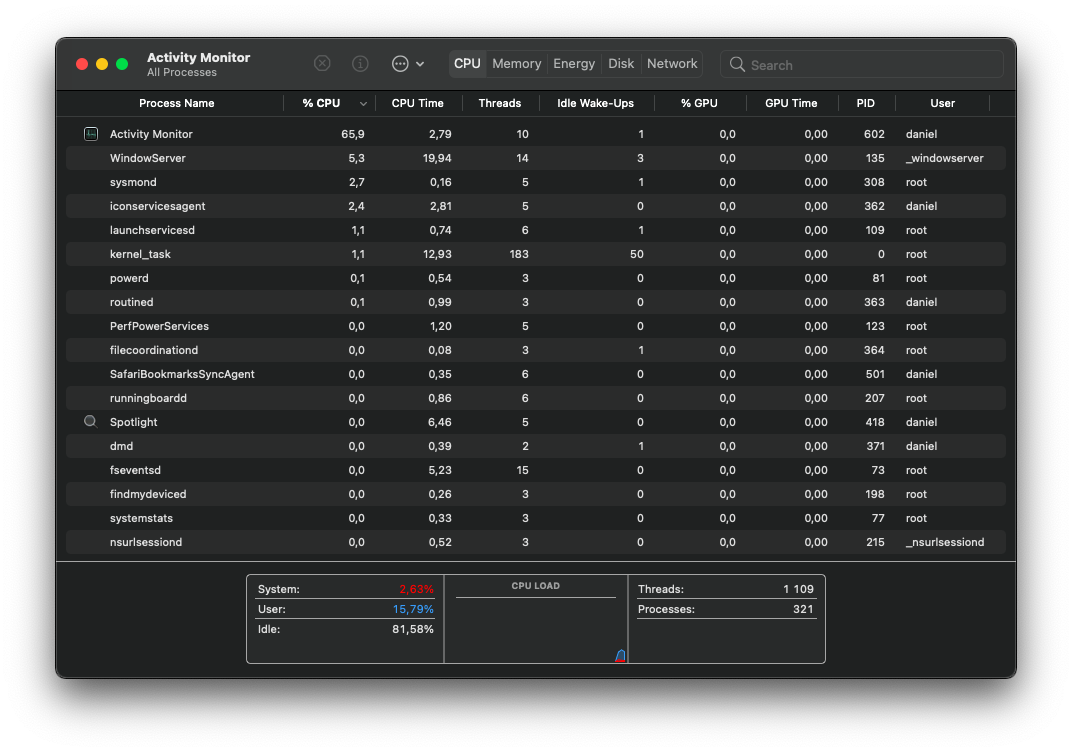 Activity Monitor
All Processes
CPU Memory Energy Disk Network
Search
Process Name % CPU CPU Time Threads Idle Wake-Ups % GPU GPU Time PID User
Activity Monitor 65,9 2,79 10 1 0,0 0,00 602 daniel
WindowServer 5,3 19,94 14 3 0,0 0,00 135 _windowserver
sysmond 2,7 0,16 5 1 0,0 0,00 308 root
iconservicesagent 2,4 2,81 5 0 0,0 0,00 362 daniel
launchservicesd 1,1 0,74 6 1 0,0 0,00 109 root
kernel_task 1,1 12,93 183 50 0,0 0,00 0 root
powerd 0,1 0,54 3 0 0,0 0,00 81 root
routined 0,1 0,99 3 0 0,0 0,00 363 daniel
PerfPowerServices 0,0 1,20 5 0 0,0 0,00 123 root
filecoordinationd 0,0 0,08 3 1 0,0 0,00 364 root
SafariBookmarksSyncAgent 0,0 0,35 6 0 0,0 0,00 501 daniel
runningboardd 0,0 0,86 6 0 0,0 0,00 207 root
Spotlight 0,0 6,46 5 0 0,0 0,00 418 daniel
dmd 0,0 0,39 2 1 0,0 0,00 371 daniel
fseventsd 0,0 5,23 15 0 0,0 0,00 73 root
findmydeviced 0,0 0,26 3 0 0,0 0,00 198 root
systemstats 0,0 0,33 3 0 0,0 0,00 77 root
nsurlsessiond 0,0 0,52 3 0 0,0 0,00 215 _nsurlsessiond
System: 2,63%
User: 15,79%
Idle: 81,58%
CPU LOAD
Threads: 1 109
Processes: 321